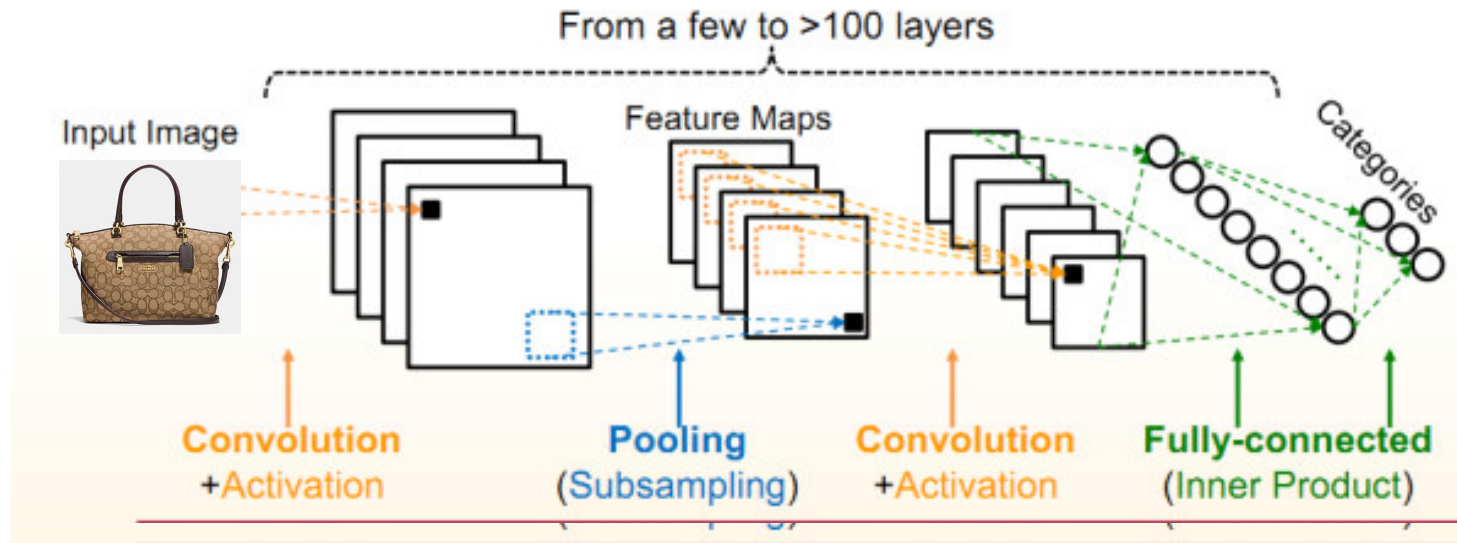 From a few to >100 layers
Input Image
Feature Maps
Categories
Convolution
+Activation
Pooling
(Subsampling)
Convolution
+Activation
Fully-connected
(Inner Product)